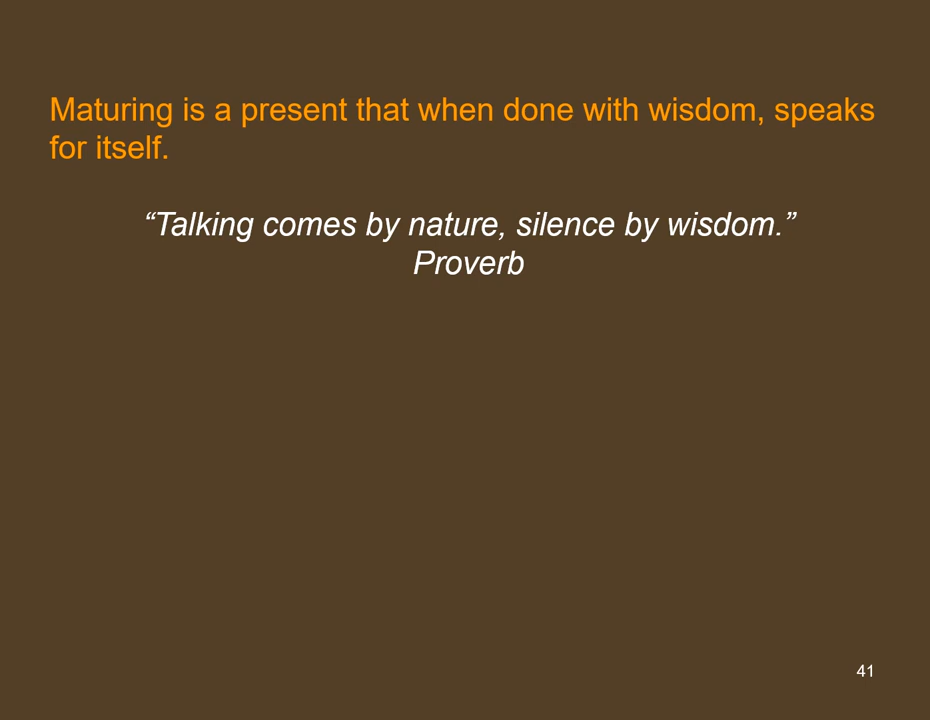 Maturing is a present that when done with wisdom, speaks
for itself.
“Talking comes by nature, silence by wisdom.”
Proverb
41